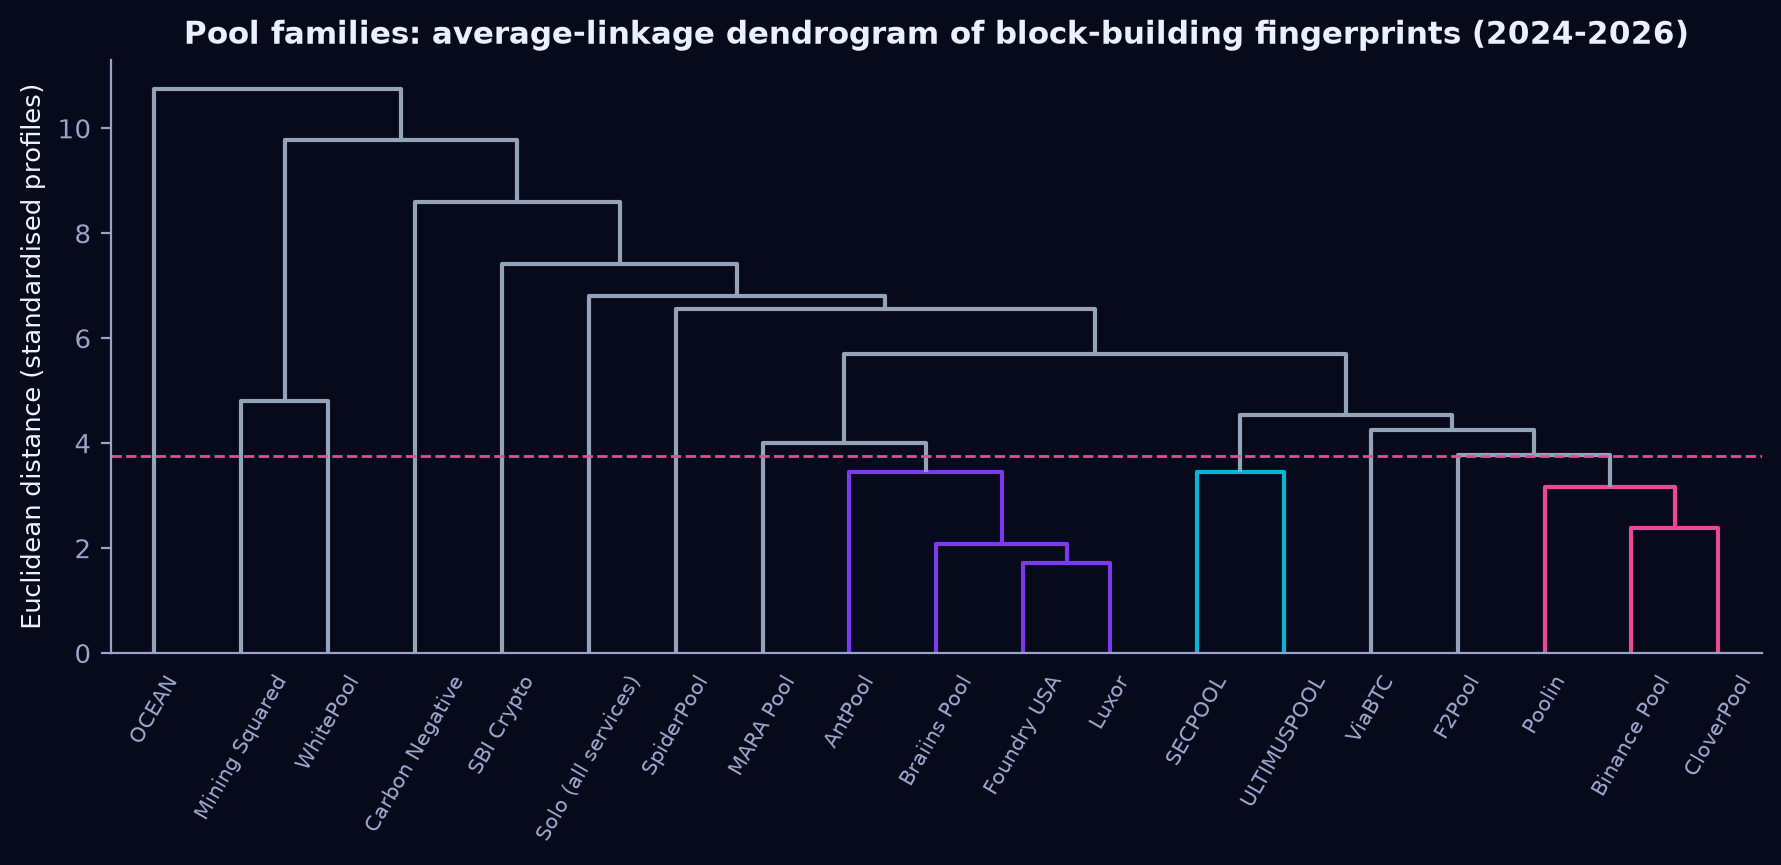 Pool families: average-linkage dendrogram of block-building fingerprints (2024-2026)
Euclidean distance (standardised profiles)
10
8
6
4
2
0
OCEAN
Mining Squared
WhitePool
Carbon Negative
SBI Crypto
Solo (all services)
SpiderPool
MARA Pool
AntPool
Braiins Pool
Foundry USA
Luxor
SECPOOL
ULTIMUSPOOL
ViaBTC
F2Pool
Poolin
Binance Pool
CloverPool